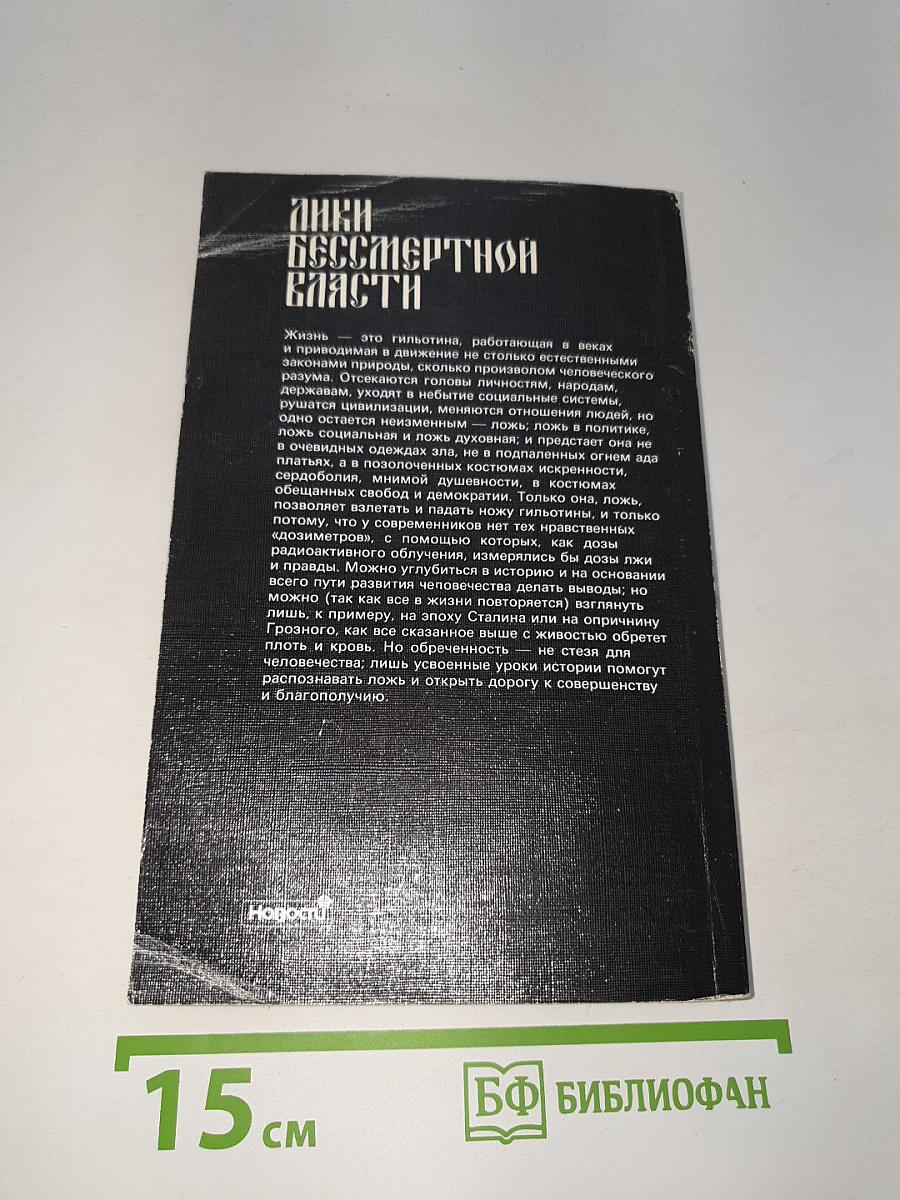 ЛИКИ
БЕССМЕРТНОЙ
ВЛАСТИ
Жизнь — это гильотина, работающая в веках
и приводимая в движение не столько естественными
законами природы, сколько произволом человеческого
разума. Отсекаются головы личностям, народам,
державам, уходят в небытие социальные системы,
рушатся цивилизации, меняются отношения людей, но
одно остается неизменным — ложь; ложь в политике,
ложь социальная и ложь духовная; и предстает она не
в очевидных одеждах зла, не в подпаленных огнем ада
платьях, а в позолоченных костюмах искренности,
сердоболия, мнимой душевности, в костюмах
обещанных свобод и демократии. Только она, ложь,
позволяет взлетать и падать ножу гильотины, и только
потому, что у современников нет тех нравственных
«дозиметров», с помощью которых, как дозы
радиоактивного облучения, измерялись бы дозы лжи
и правды. Можно углубиться в историю и на основании
всего пути развития человечества делать выводы; но
можно (так как все в жизни повторяется) взглянуть
лишь, к примеру, на эпоху Сталина или на опричнину
Грозного, как все сказанное выше с живостью обретет
плоть и кровь. Но обреченность — не стезя для
человечества; лишь усвоенные уроки истории помогут
распознавать ложь и открыть дорогу к совершенству
и благополучию.
Новости
15 см
БФ БИБЛИОФАН